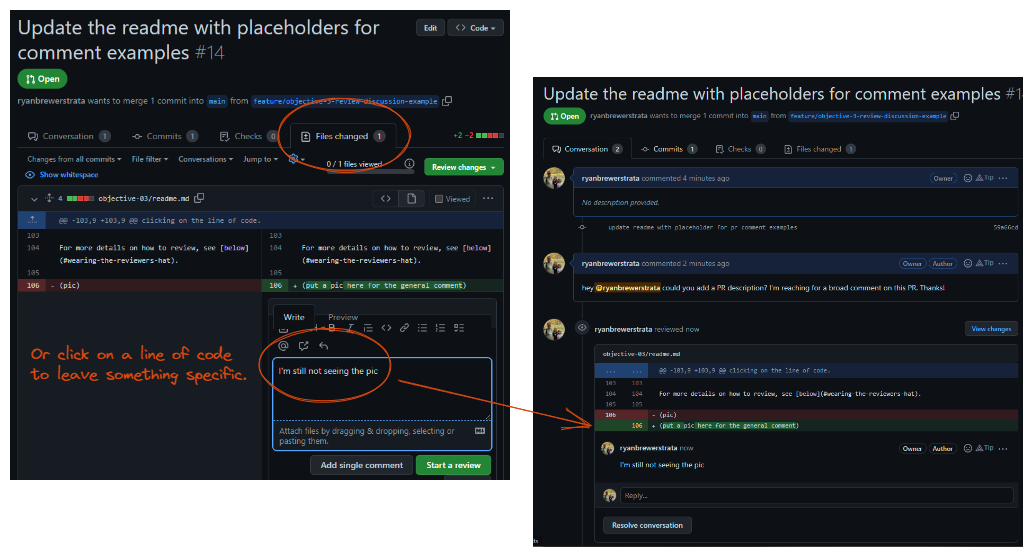 Update the readme with placeholders for
comment examples #14
Edit
Code
Open
ryanbrewerstrata wants to merge 1 commit into main from feature/objective-3-review-discussion-example
Conversation 1
Commits 1
Checks 0
Files changed 1
+2 −2
Changes from all commits
File filter
Conversations
Jump to
0 / 1 files viewed
Review changes
Show whitespace
4 objective-03/readme.md
Viewed
@@ -103,9 +103,9 @@ clicking on the line of code.
103
104 For more details on how to review, see [below]
(#wearing-the-reviewers-hat).
105
106 - (pic)
103
104 For more details on how to review, see [below]
(#wearing-the-reviewers-hat).
105
106 + (put a pic here for the general comment)
Write
Preview
I'm still not seeing the pic
Attach files by dragging & dropping, selecting or
pasting them.
Add single comment
Start a review
Or click on a line of code
to leave something specific.
Update the readme with placeholders for comment examples #1
Open
ryanbrewerstrata wants to merge 1 commit into main from feature/objective-3-review-discussion-example
Conversation 2
Commits 1
Checks 0
Files changed 1
ryanbrewerstrata commented 4 minutes ago
Owner
Tip
No description provided.
update readme with placeholder for pr comment examples
59a66cd
ryanbrewerstrata commented 2 minutes ago
Owner
Author
Tip
hey @ryanbrewerstrata could you add a PR description? I'm reaching for a broad comment on this PR. Thanks!
ryanbrewerstrata reviewed now
View changes
objective-03/readme.md
... ... @@ -103,9 +103,9 @@ clicking on the line of code.
103 103
104 104 For more details on how to review, see [below](#wearing-the-reviewers-hat).
105 105
106 - (pic)
106 + (put a pic here for the general comment)
ryanbrewerstrata now
Owner
Author
Tip
I'm still not seeing the pic
Reply...
Resolve conversation